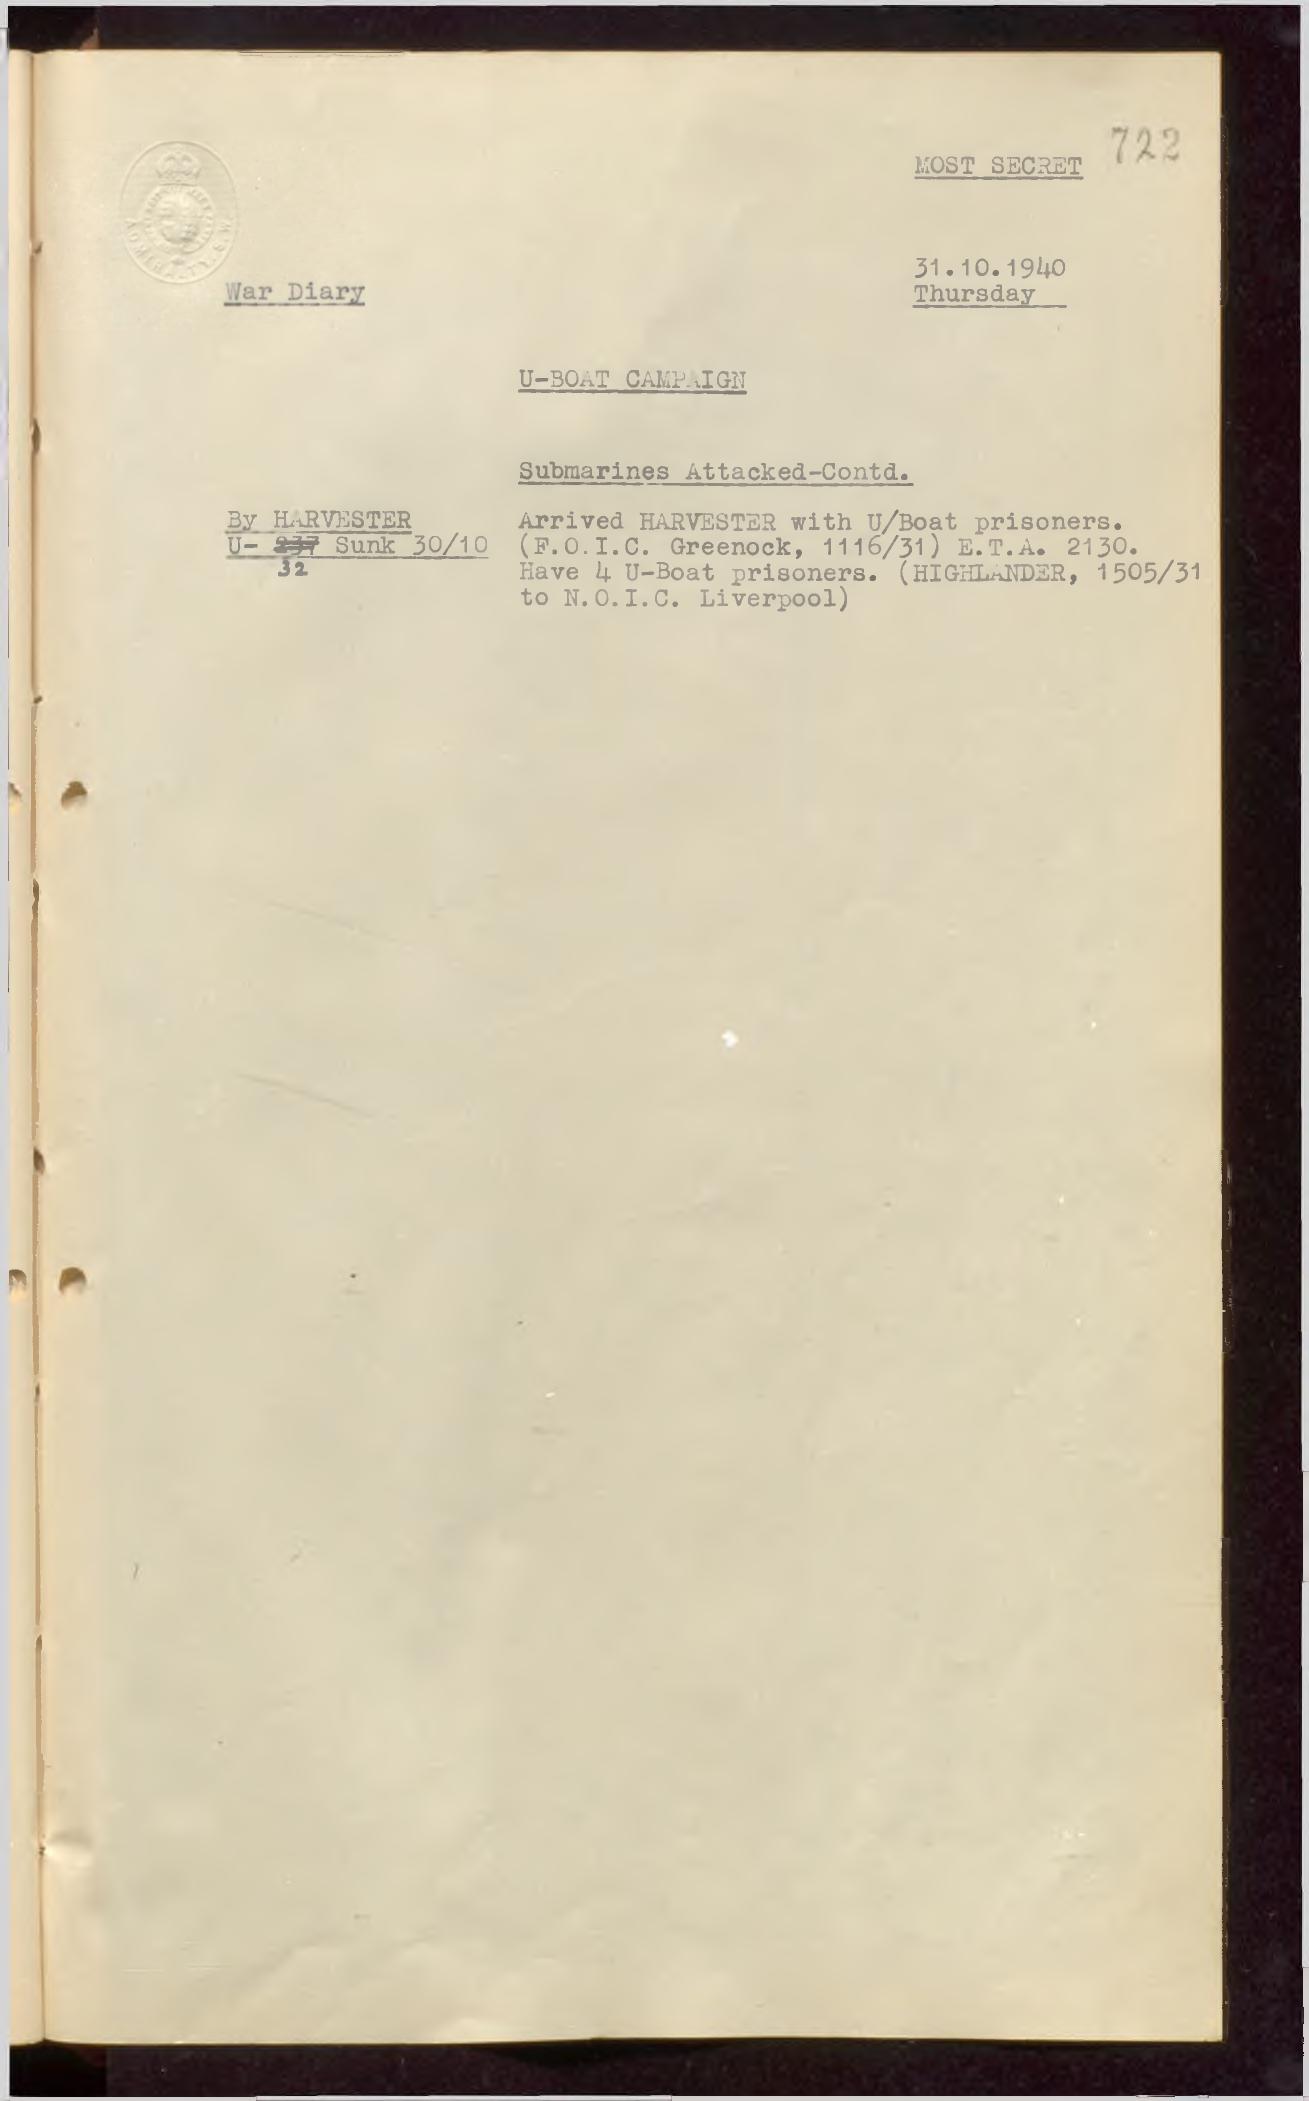 722
MOST SECRET
ADMIRALTY. S.W.
31.10.1940
War Diary
Thursday
U-BOAT CAMPAIGN
Submarines Attacked-Contd.
By HARVESTER
U- 237 Sunk 30/10
32
Arrived HARVESTER with U/Boat prisoners.
(F.O.I.C. Greenock, 1116/31) E.T.A. 2130.
Have 4 U-Boat prisoners. (HIGHLANDER, 1505/31
to N.O.I.C. Liverpool)